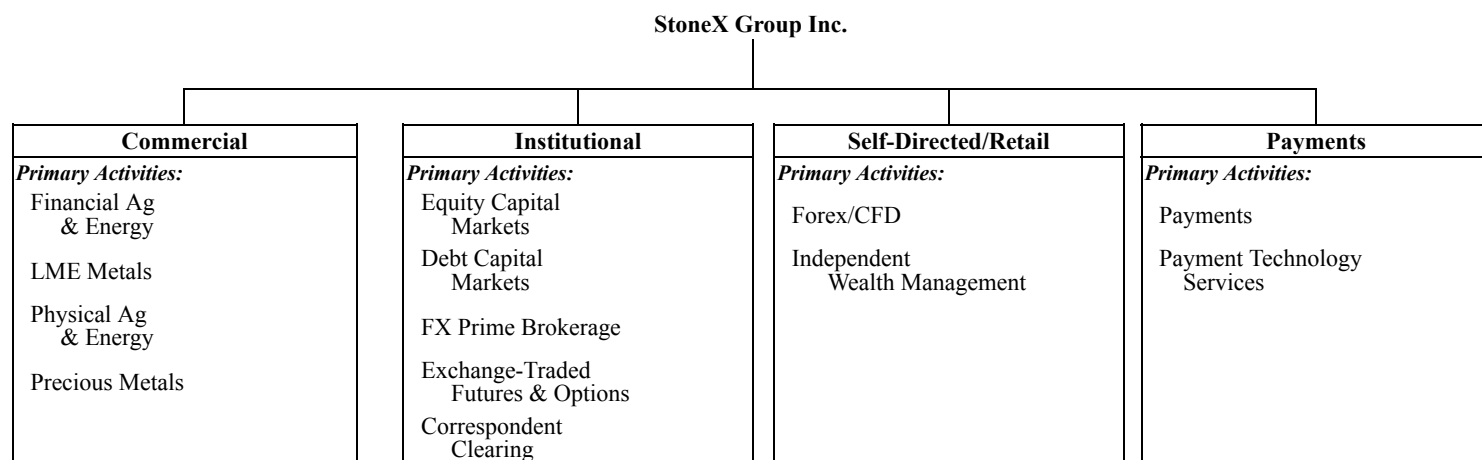 StoneX Group Inc.
Commercial
Primary Activities:
Financial Ag
& Energy
LME Metals
Physical Ag
& Energy
Precious Metals
Institutional
Primary Activities:
Equity Capital
Markets
Debt Capital
Markets
FX Prime Brokerage
Exchange-Traded
Futures & Options
Correspondent
Clearing
Self-Directed/Retail
Primary Activities:
Forex/CFD
Independent
Wealth Management
Payments
Primary Activities:
Payments
Payment Technology
Services